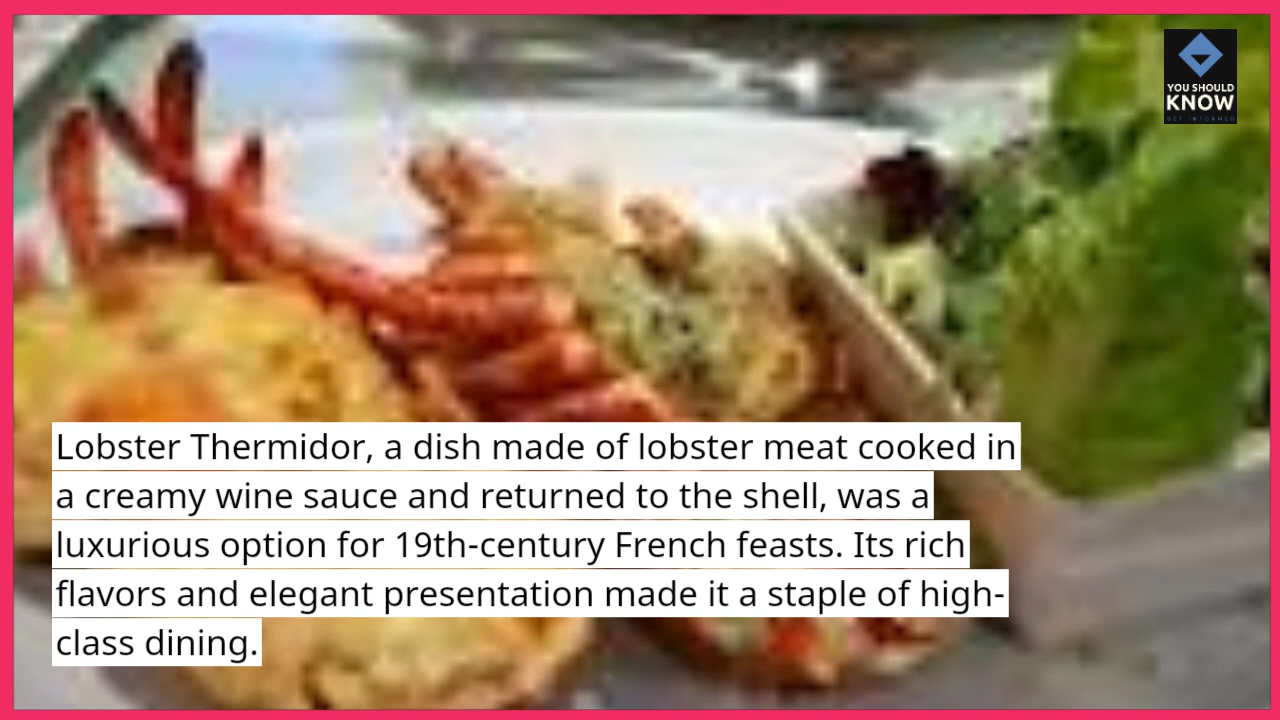 YOU SHOULD
KNOW
GET INFORMED
Lobster Thermidor, a dish made of lobster meat cooked in
a creamy wine sauce and returned to the shell, was a
luxurious option for 19th-century French feasts. Its rich
flavors and elegant presentation made it a staple of high-
class dining.